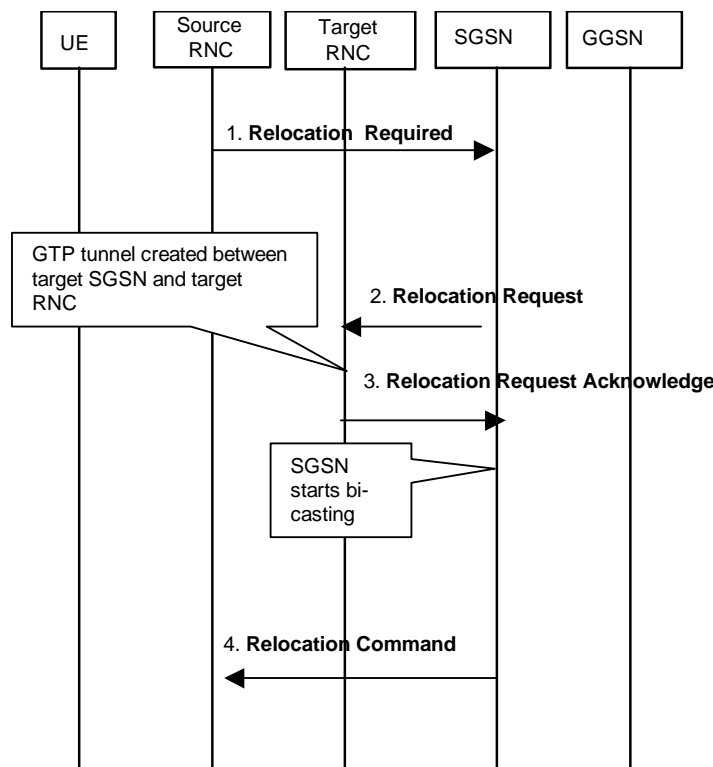 UE
Source
RNC
Target
RNC
SGSN
GGSN
1. Relocation Required
GTP tunnel created between
target SGSN and target
RNC
2. Relocation Request
3. Relocation Request Acknowledge
SGSN
starts bi-
casting
4. Relocation Command